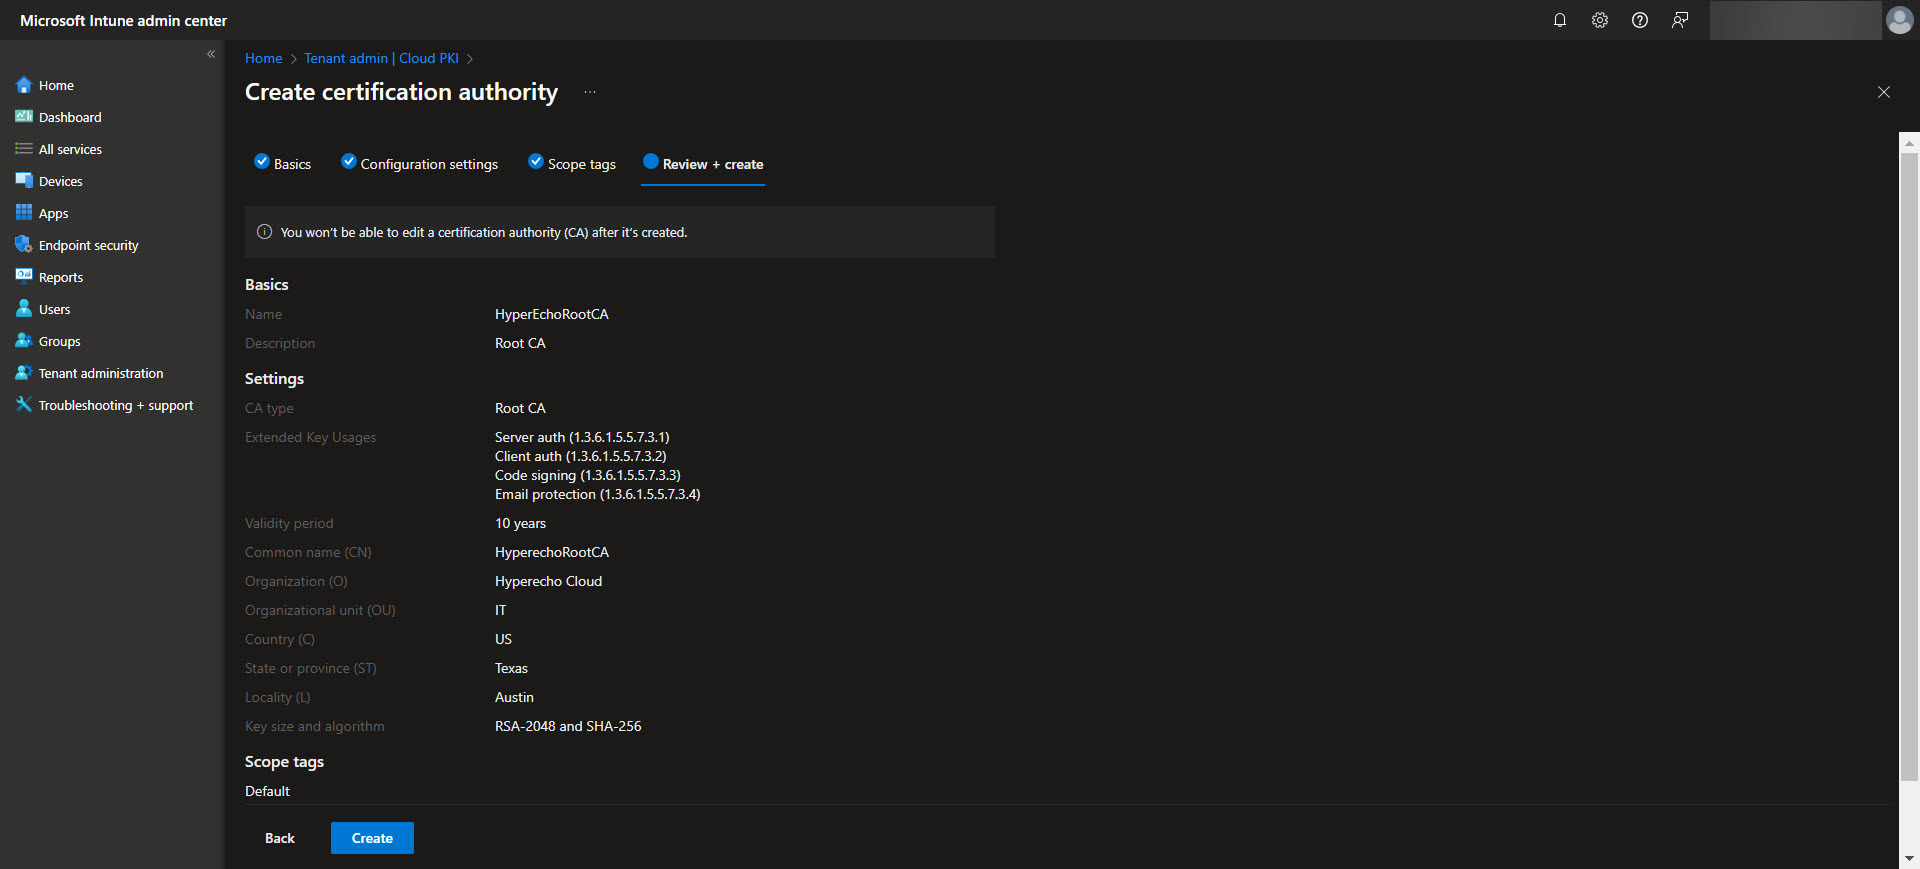 Microsoft Intune admin center
Home > Tenant admin | Cloud PKI >
Create certification authority ...
Home
Dashboard
All services
Devices
Apps
Endpoint security
Reports
Users
Groups
Tenant administration
Troubleshooting + support
Basics Configuration settings Scope tags Review + create
You won't be able to edit a certification authority (CA) after it's created.
Basics
Name HyperEchoRootCA
Description Root CA
Settings
CA type Root CA
Extended Key Usages Server auth (1.3.6.1.5.5.7.3.1)
Client auth (1.3.6.1.5.5.7.3.2)
Code signing (1.3.6.1.5.5.7.3.3)
Email protection (1.3.6.1.5.5.7.3.4)
Validity period 10 years
Common name (CN) HyperechoRootCA
Organization (O) Hyperecho Cloud
Organizational unit (OU) IT
Country (C) US
State or province (ST) Texas
Locality (L) Austin
Key size and algorithm RSA-2048 and SHA-256
Scope tags
Default
Back Create